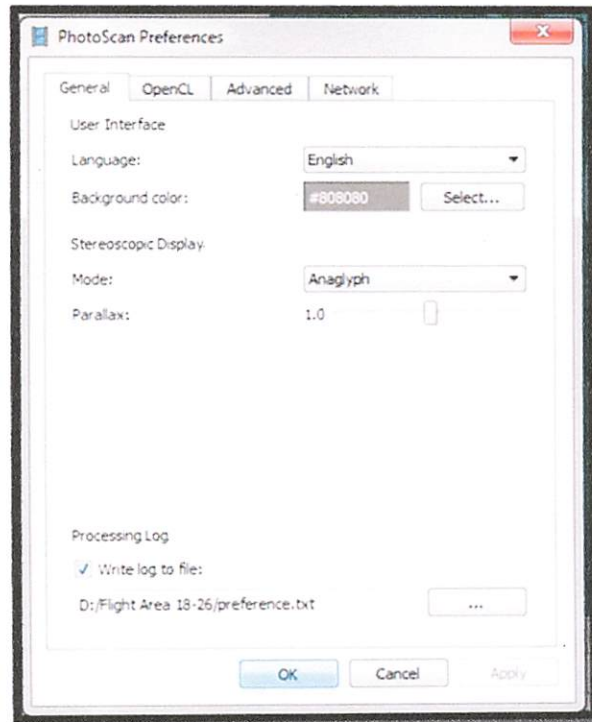 PhotoScan Preferences
General OpenCL Advanced Network
User Interface
Language: English
Background color: #808080 Select...
Stereoscopic Display
Mode: Anaglyph
Parallax: 1.0
Processing Log
Write log to file:
D:/Flight Area 18-26/preference.txt ...
OK Cancel Apply